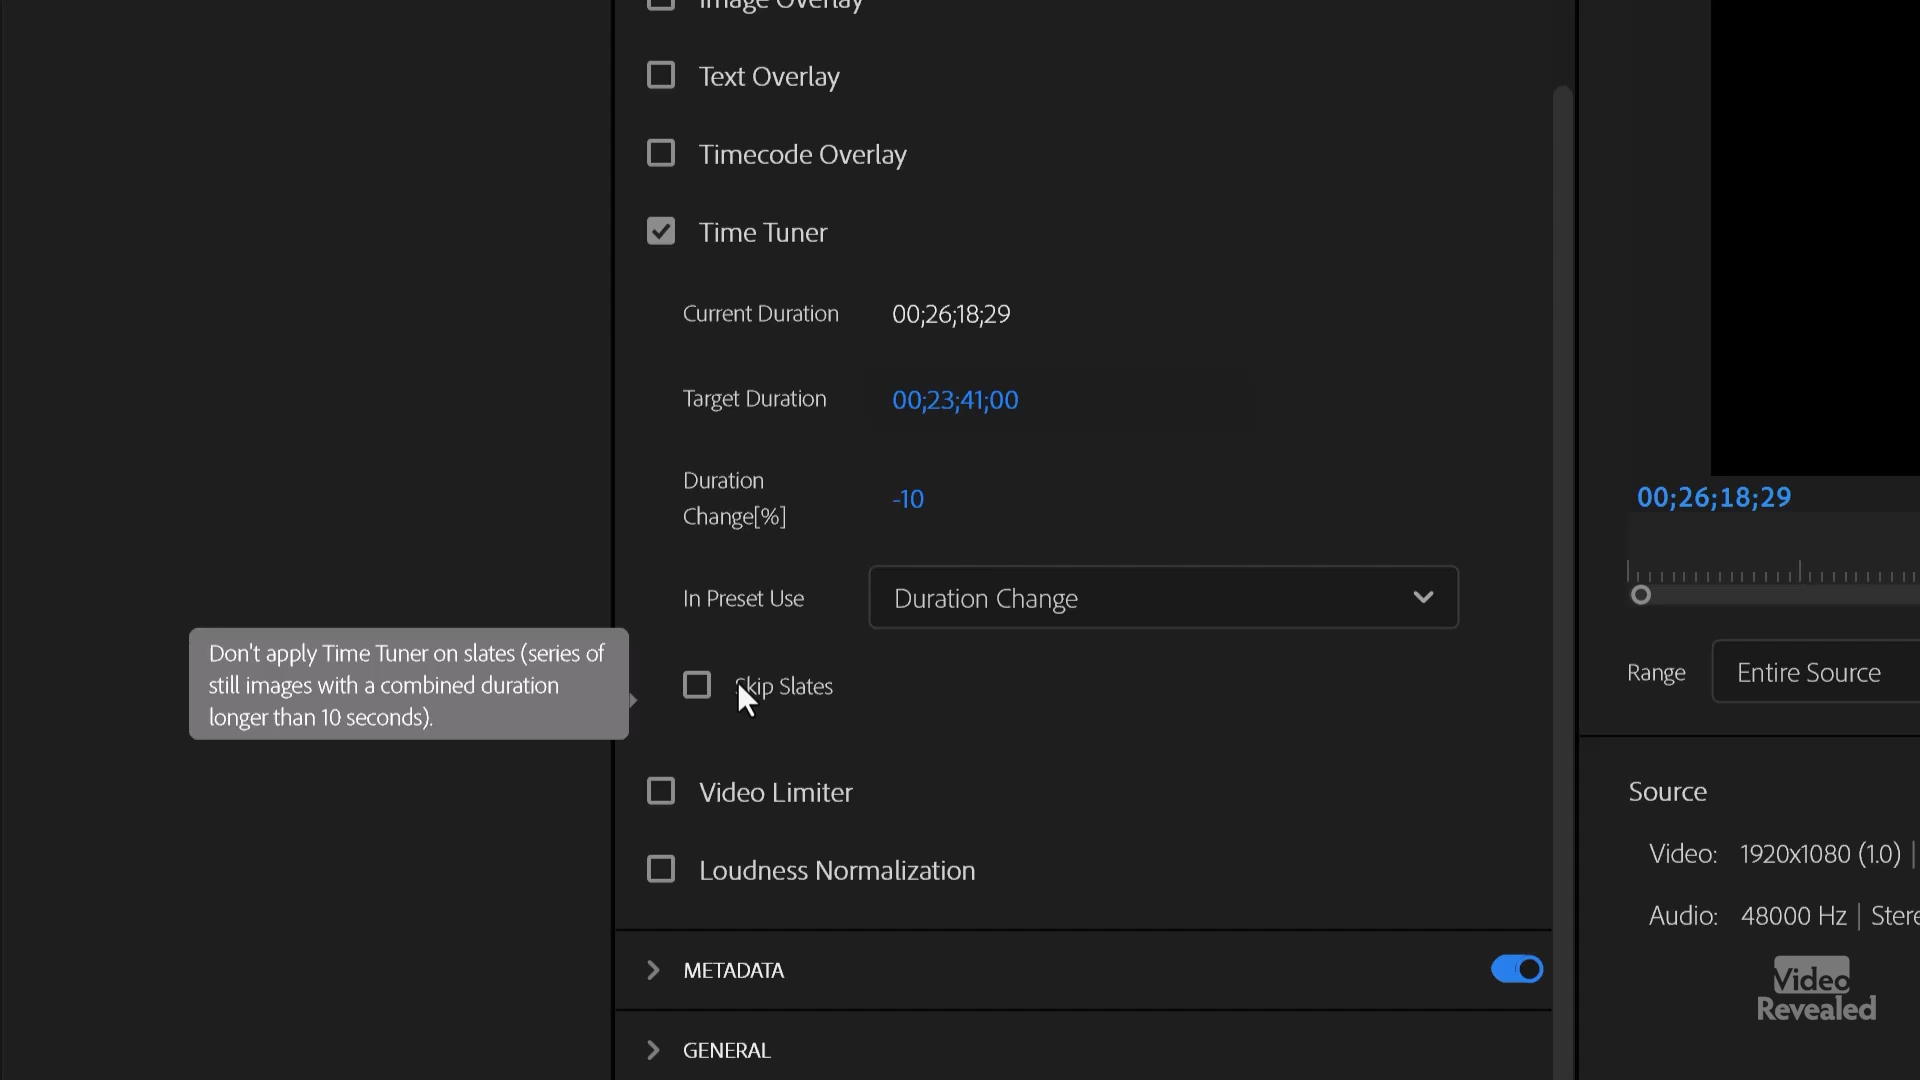 Image Overlay
Text Overlay
Timecode Overlay
Time Tuner
Current Duration 00;26;18;29
Target Duration 00;23;41;00
Duration
Change[%]
-10
In Preset Use Duration Change
Don't apply Time Tuner on slates (series of
still images with a combined duration
longer than 10 seconds).
Skip Slates
Video Limiter
Loudness Normalization
METADATA
GENERAL
00;26;18;29
Range Entire Source
Source
Video: 1920x1080 (1.0) |
Audio: 48000 Hz | Stere
Video
Revealed